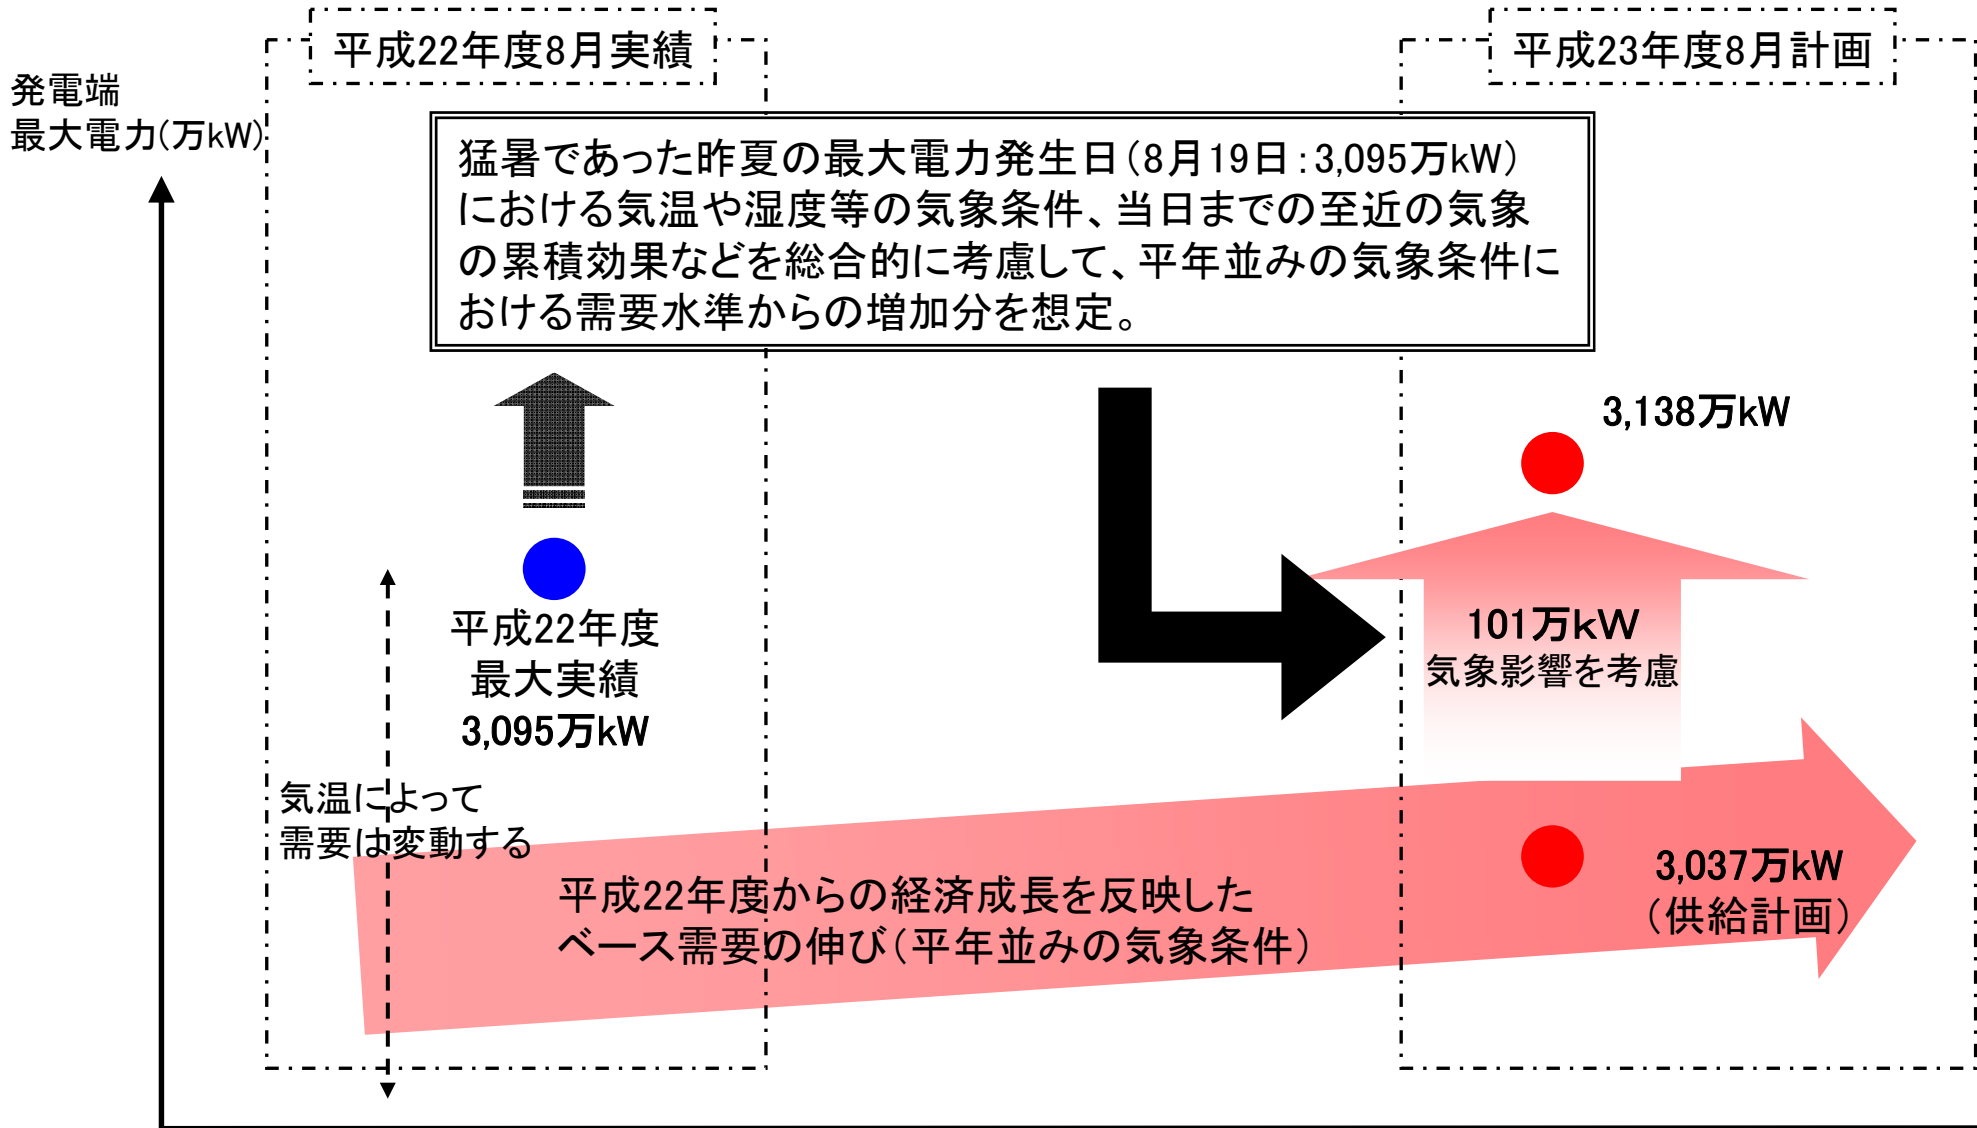 平成22年度8月実績
平成23年度8月計画
発電端
最大電力(万kW)
猛暑であった昨夏の最大電力発生日(8月19日:3,095万kW)
における気温や湿度等の気象条件、当日までの至近の気象
の累積効果などを総合的に考慮して、平年並みの気象条件に
おける需要水準からの増加分を想定。
3,138万kW
平成22年度
最大実績
3,095万kW
101万kW
気象影響を考慮
気温によって
需要は変動する
平成22年度からの経済成長を反映した
ベース需要の伸び(平年並みの気象条件)
3,037万kW
(供給計画)